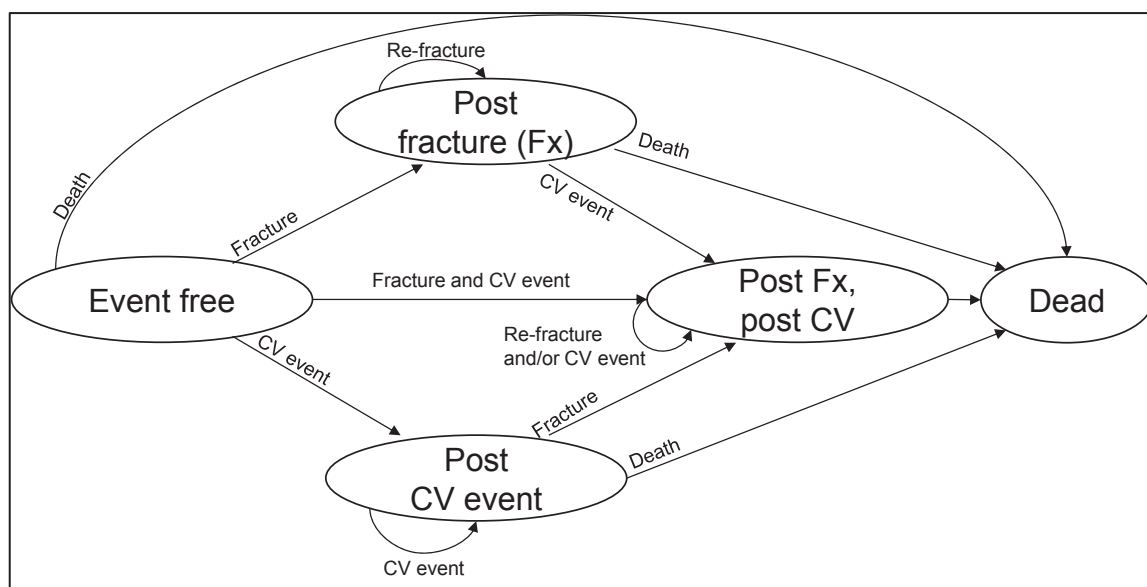 Re-fracture
Post
fracture (Fx)
Death
Death
CV event
Fracture
Event free
Fracture and CV event
Post Fx,
post CV
Dead
Re-fracture
and/or CV event
CV event
Fracture
Post
CV event
Death
CV event